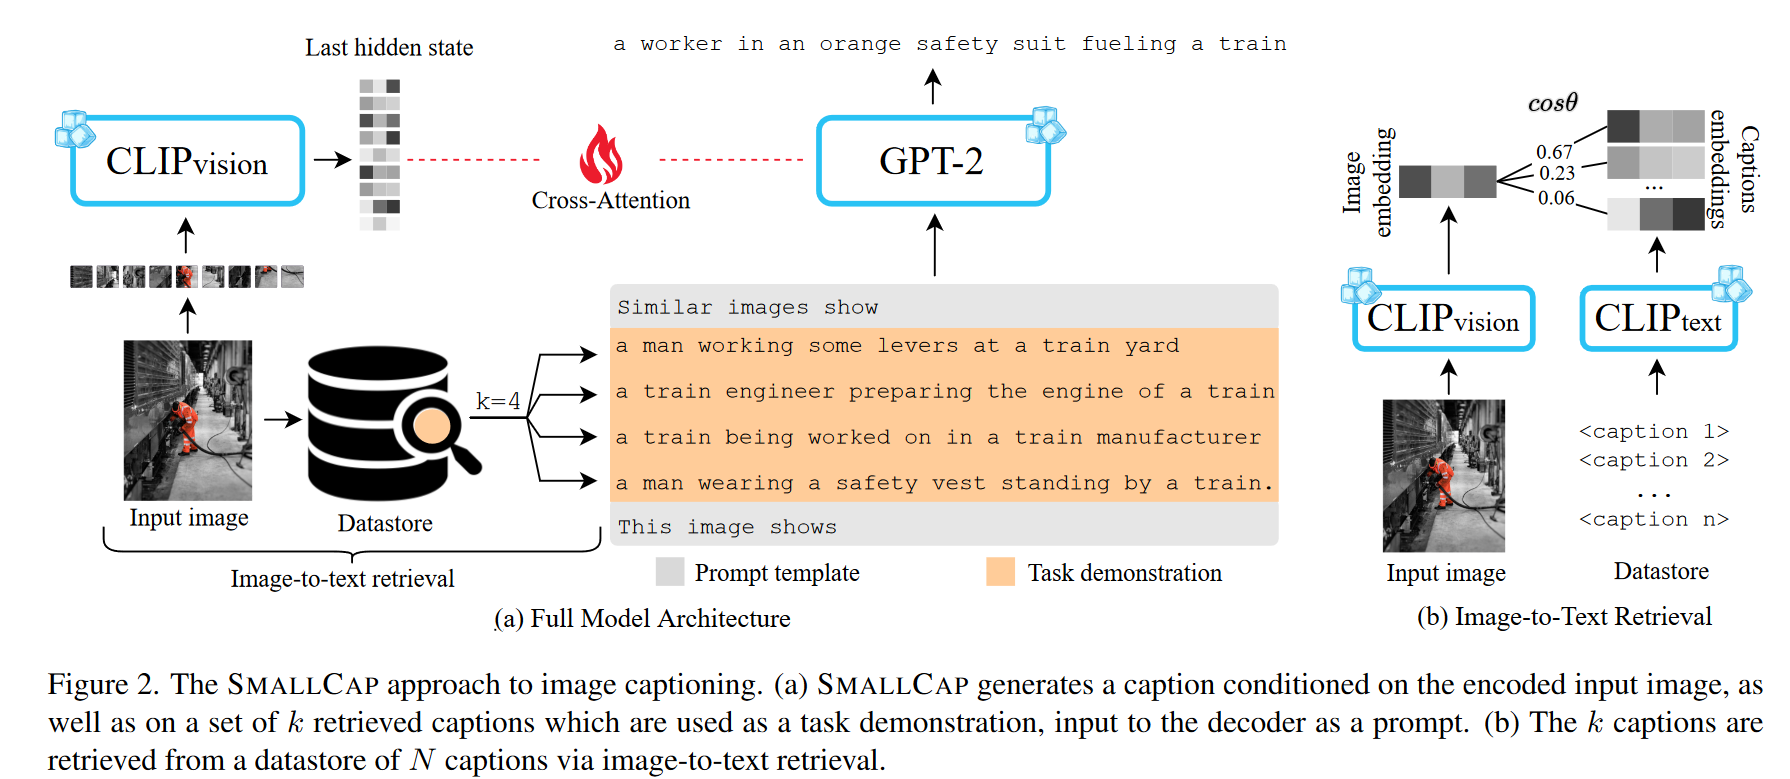 Last hidden state
a worker in an orange safety suit fueling a train
CLIPvision
Cross-Attention
GPT-2
Similar images show
a man working some levers at a train yard
a train engineer preparing the engine of a train
a train being worked on in a train manufacturer
a man wearing a safety vest standing by a train.
This image shows
k=4
Input image
Datastore
Image-to-text retrieval
Prompt template
Task demonstration
(a) Full Model Architecture
cosθ
Image
embedding
0.67
0.23
...
0.06
Captions
embeddings
CLIPvision
CLIPtext
<caption 1>
<caption 2>
...
<caption n>
Input image
Datastore
(b) Image-to-Text Retrieval
Figure 2. The SMALLCAP approach to image captioning. (a) SMALLCAP generates a caption conditioned on the encoded input image, as
well as on a set of k retrieved captions which are used as a task demonstration, input to the decoder as a prompt. (b) The k captions are
retrieved from a datastore of N captions via image-to-text retrieval.